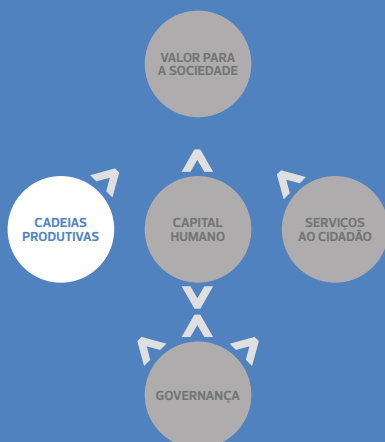 VALOR PARA
A SOCIEDADE
CADEIAS
PRODUTIVAS
CAPITAL
HUMANO
SERVIÇOS
AO CIDADÃO
GOVERNANÇA